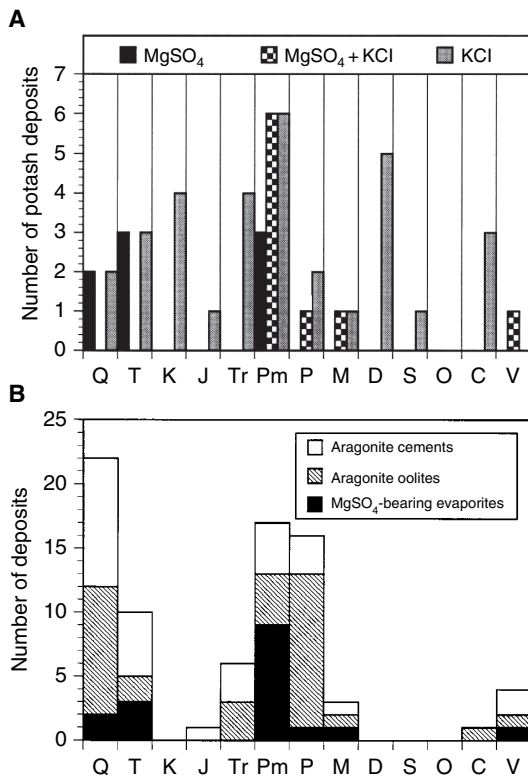 A
MgSO₄ MgSO₄ + KCl KCl
Number of potash deposits
7
6
5
4
3
2
1
0
Q T K J Tr Pm P M D S O C V
B
Number of deposits
25
20
15
10
5
0
Aragonite cements
Aragonite oolites
MgSO₄-bearing evaporites
Q T K J Tr Pm P M D S O C V